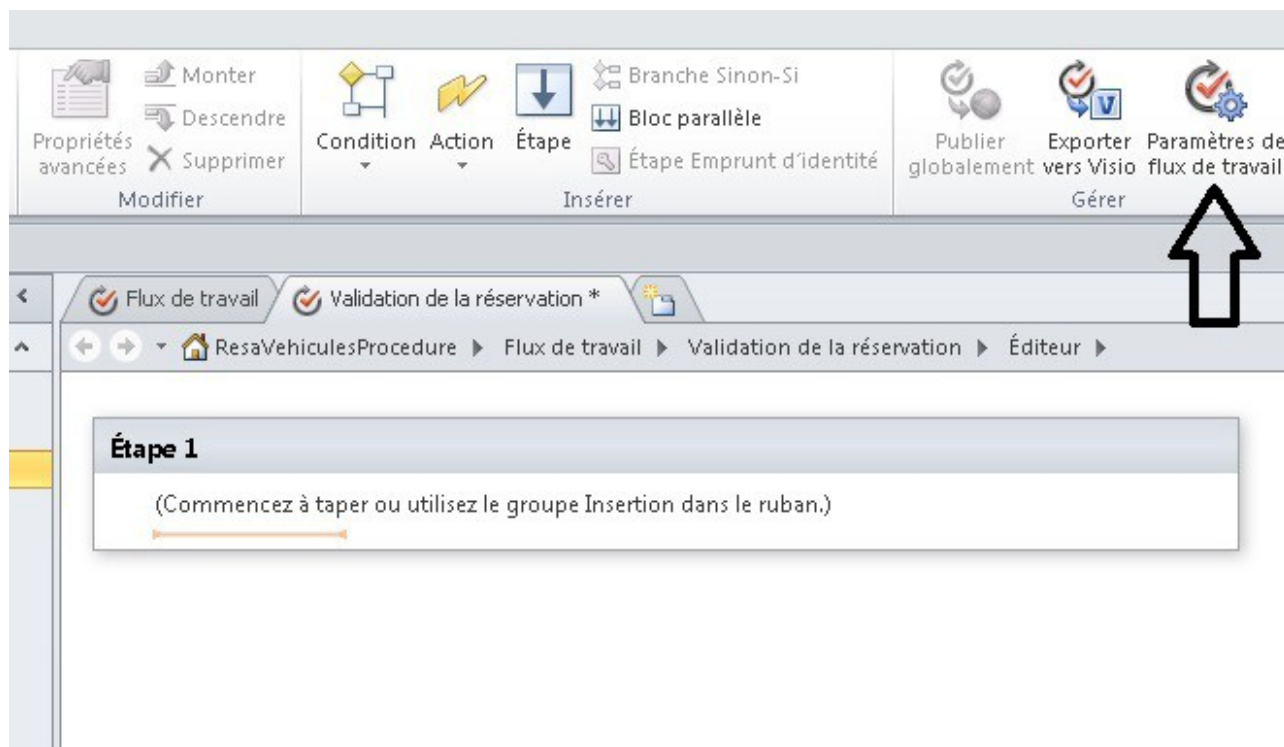 Monter
Descendre
Supprimer
Propriétés
avancées
Modifier
Condition
Action
Étape
Branche Sinon-Si
Bloc parallèle
Étape Emprunt d'identité
Insérer
Publier
globalement
Exporter
vers Visio
Paramètres de
flux de travail
Gérer
Flux de travail
Validation de la réservation *
ResaVehiculesProcedure Flux de travail Validation de la réservation Éditeur
Étape 1
(Commencez à taper ou utilisez le groupe Insertion dans le ruban.)